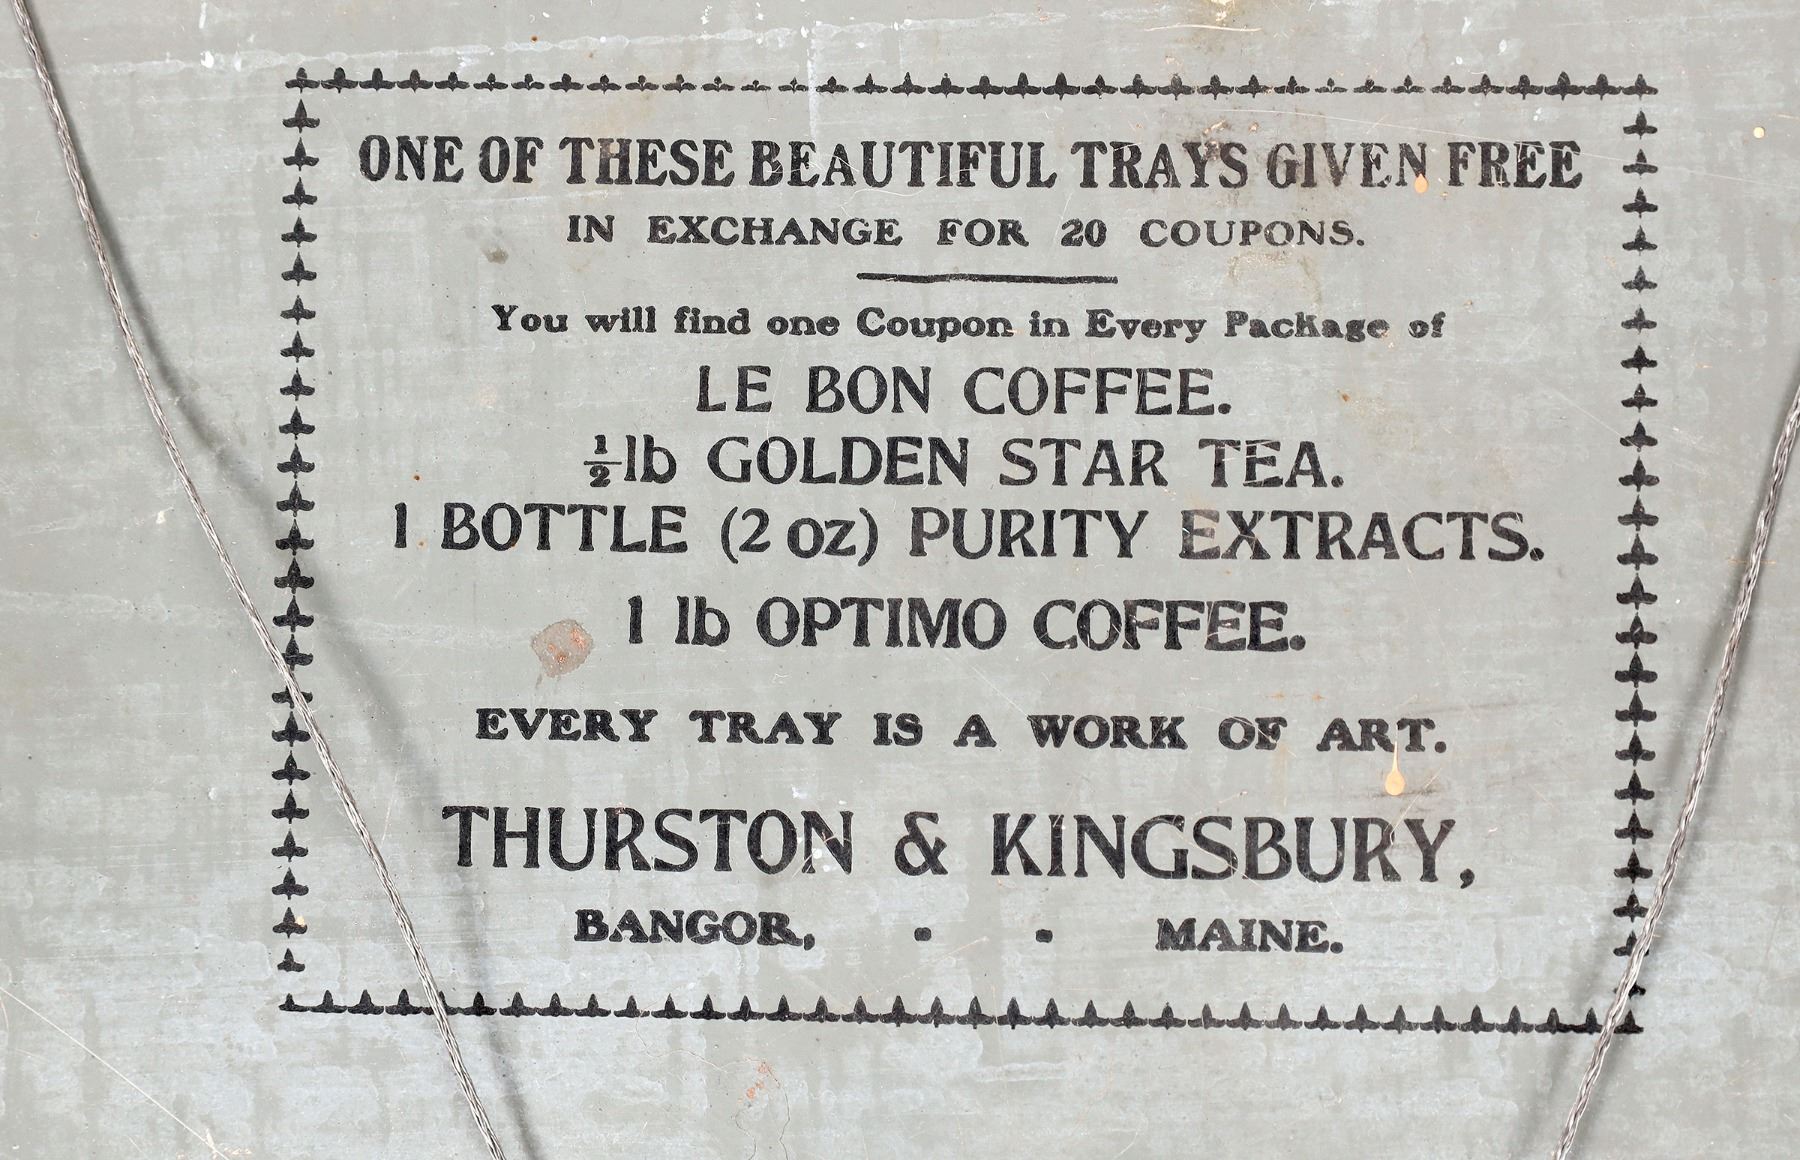 ONE OF THESE BEAUTIFUL TRAYS GIVEN FREE
IN EXCHANGE FOR 20 COUPONS.
You will find one Coupon in Every Package of
LE BON COFFEE.
½ lb GOLDEN STAR TEA.
1 BOTTLE (2 oz) PURITY EXTRACTS.
1 lb OPTIMO COFFEE.
EVERY TRAY IS A WORK OF ART.
THURSTON & KINGSBURY,
BANGOR, - - MAINE.